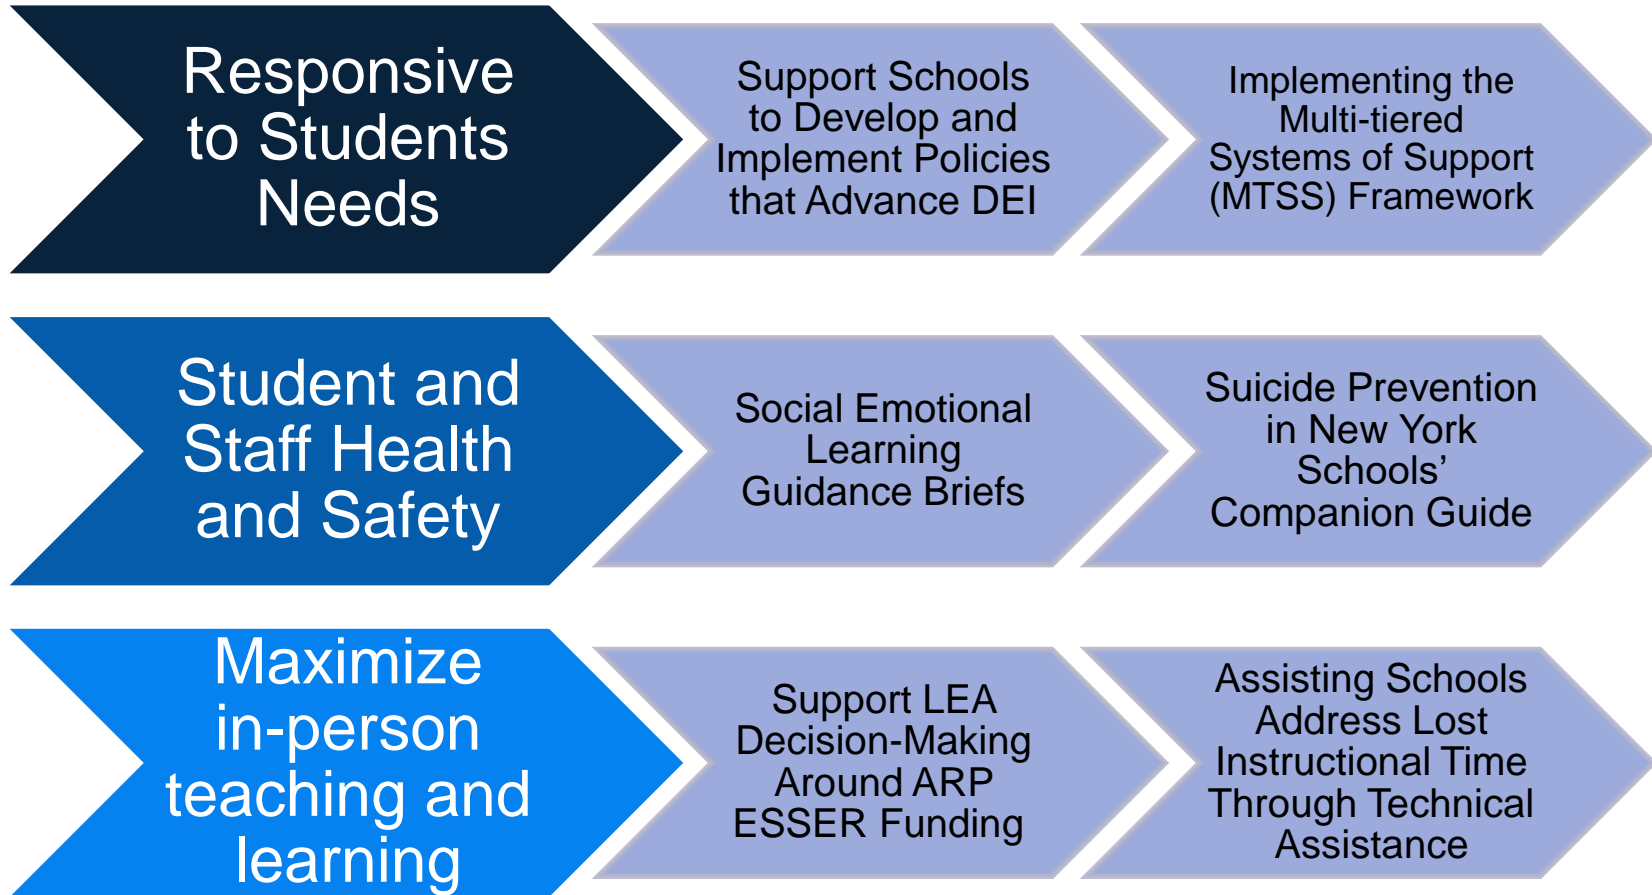 Responsive
to Students
Needs
Support Schools
to Develop and
Implement Policies
that Advance DEI
Implementing the
Multi-tiered
Systems of Support
(MTSS) Framework
Student and
Staff Health
and Safety
Social Emotional
Learning
Guidance Briefs
Suicide Prevention
in New York
Schools’
Companion Guide
Maximize
in-person
teaching and
learning
Support LEA
Decision-Making
Around ARP
ESSER Funding
Assisting Schools
Address Lost
Instructional Time
Through Technical
Assistance